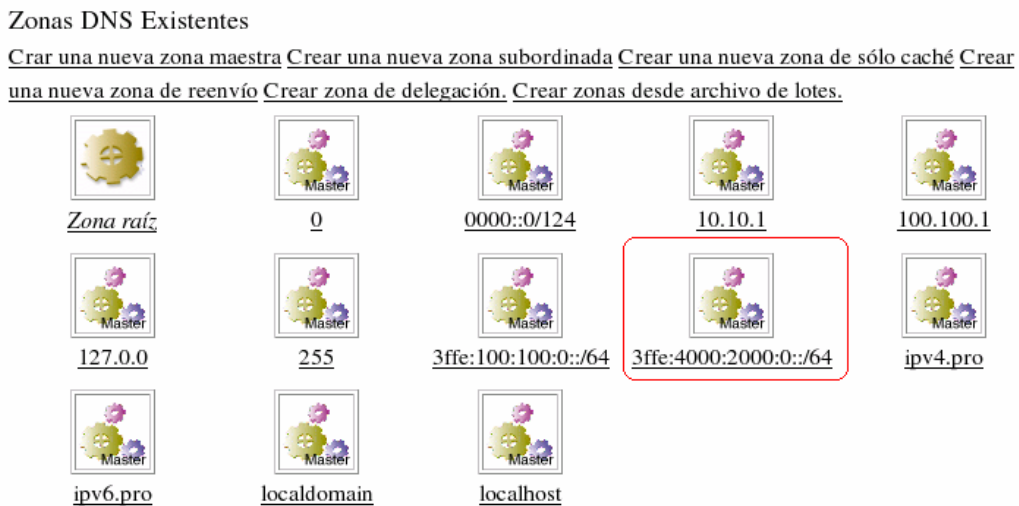 Zonas DNS Existentes
Crar una nueva zona maestra Crear una nueva zona subordinada Crear una nueva zona de sólo caché Crear
una nueva zona de reenvío Crear zona de delegación. Crear zonas desde archivo de lotes.
Master Master Master Master
Zona raíz 0 0000::0/124 10.10.1 100.100.1
Master Master Master Master Master
127.0.0 255 3ffe:100:100:0::/64 3ffe:4000:2000:0::/64 ipv4.pro
Master Master Master
ipv6.pro localdomain localhost